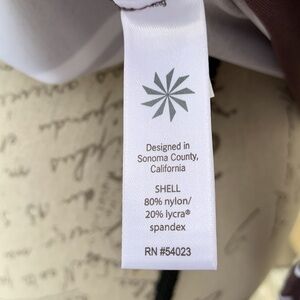 Designed in
Sonoma County,
California
SHELL
80% nylon/
20% lycra®
spandex
RN #54023